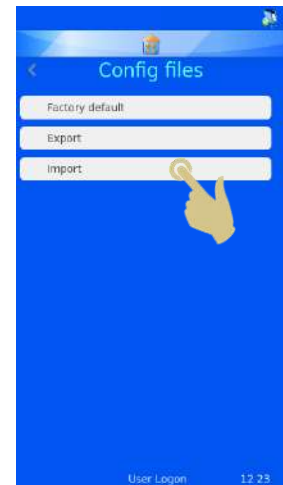 Config files
Factory default
Export
Import
User Logon 12 23